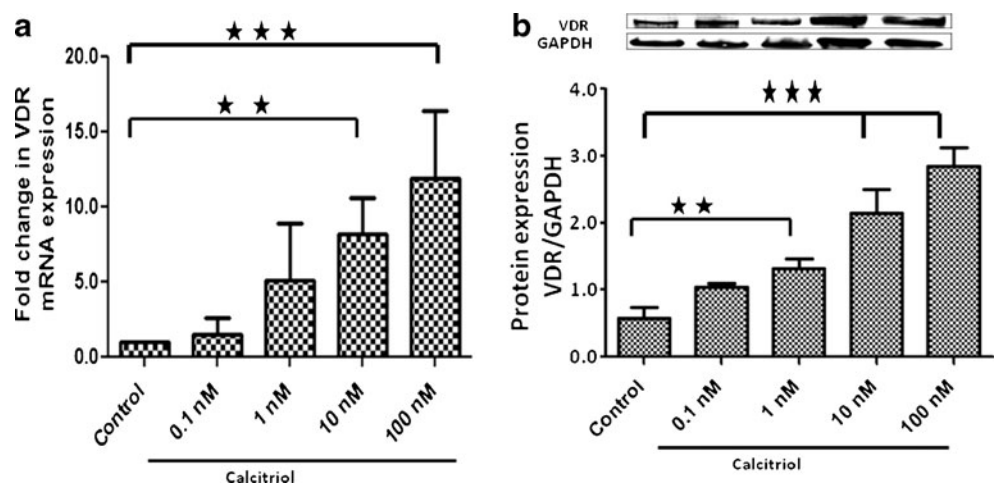 a
★ ★ ★
★ ★
20.0
15.0
10.0
5.0
0.0
Fold change in VDR
mRNA expression
Control
0.1 nM
1 nM
10 nM
100 nM
Calcitriol
b
VDR
GAPDH
★★★
★★
4.0
3.0
2.0
1.0
0.0
Protein expression
VDR/GAPDH
Control
0.1 nM
1 nM
10 nM
100 nM
Calcitriol